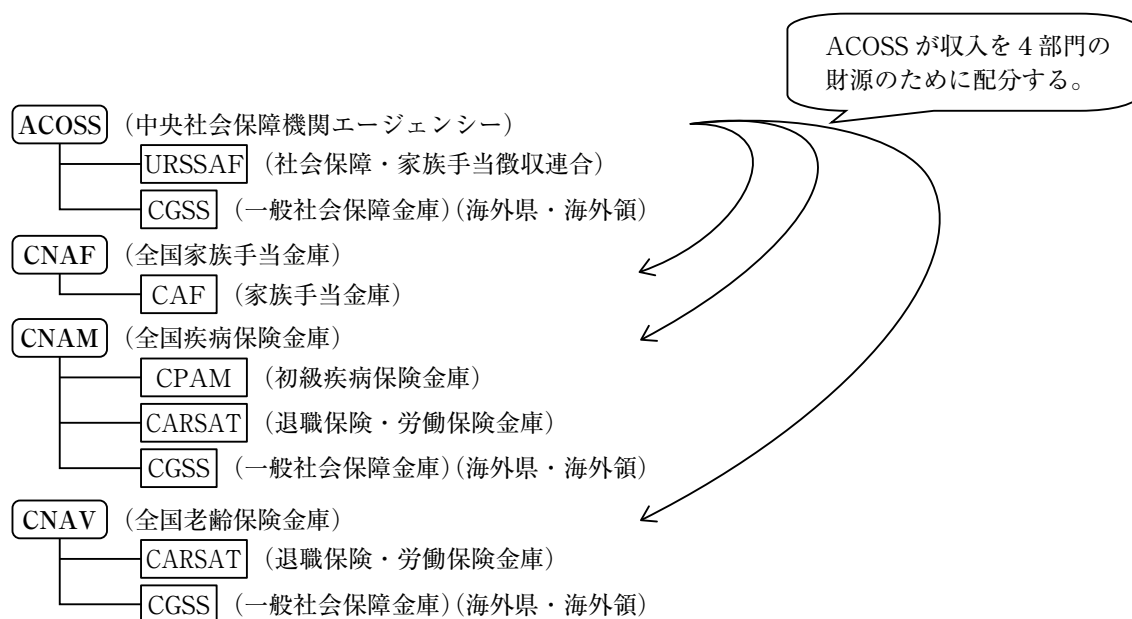 ACOSS が収入を 4 部門の
財源のために配分する。
ACOSS (中央社会保障機関エージェンシー)
URSSAF (社会保障・家族手当徴収連合)
CGSS (一般社会保障金庫)(海外県・海外領)
CNAF (全国家族手当金庫)
CAF (家族手当金庫)
CNAM (全国疾病保険金庫)
CPAM (初級疾病保険金庫)
CARSAT (退職保険・労働保険金庫)
CGSS (一般社会保障金庫)(海外県・海外領)
CNAV (全国老齢保険金庫)
CARSAT (退職保険・労働保険金庫)
CGSS (一般社会保障金庫)(海外県・海外領)